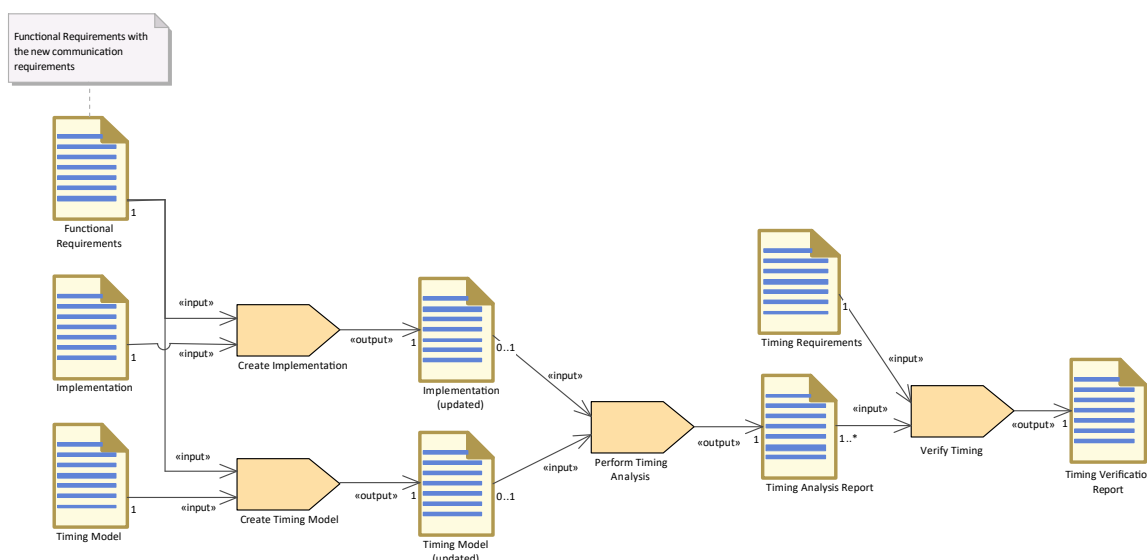 Functional Requirements with
the new communication
requirements
1
Functional
Requirements
«input»
«input»
1
Implementation
Create Implementation
«output»
1
0..1
Implementation
(updated)
«input»
«input»
«input»
1
Timing Model
Create Timing Model
«output»
1
0..1
Timing Model
(updated)
«input»
Perform Timing
Analysis
«output»
1
1
Timing Requirements
«input»
1..*
«input»
Timing Analysis Report
Verify Timing
«output»
1
Timing Verificatio
Report